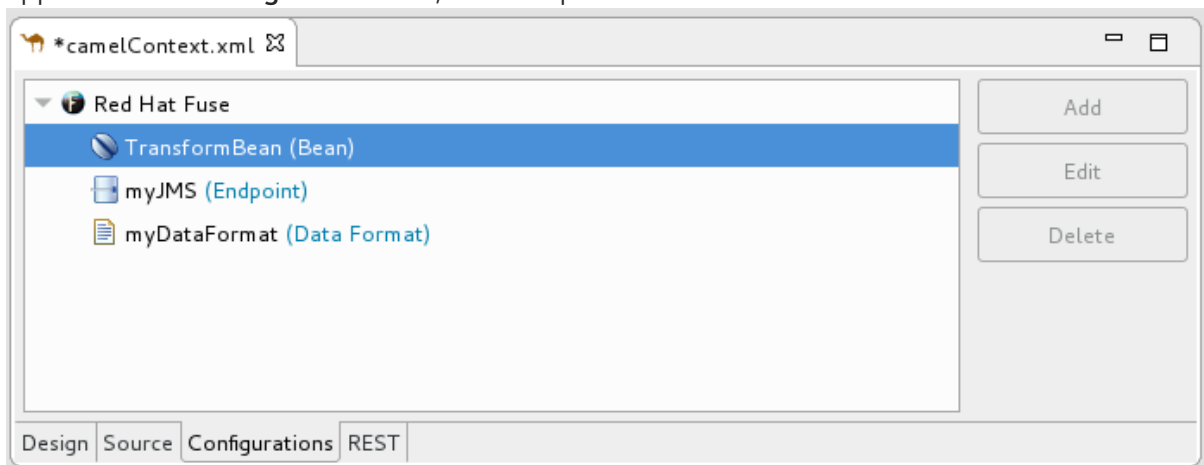 *camelContext.xml
Red Hat Fuse
Add
TransformBean (Bean)
Edit
myJMS (Endpoint)
myDataFormat (Data Format)
Delete
Design Source Configurations REST